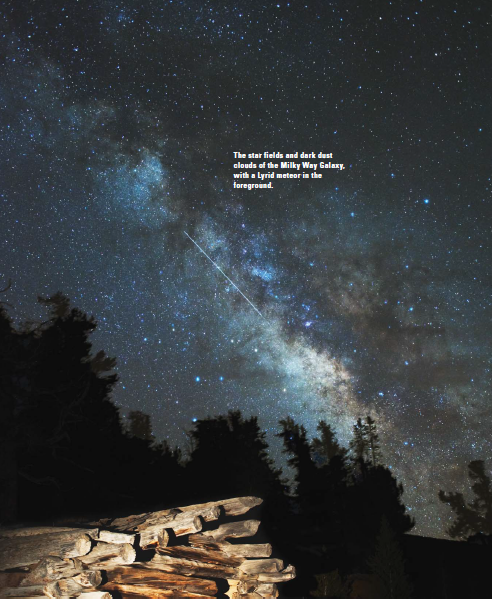 The star fields and dark dust
clouds of the Milky Way Galaxy,
with a Lyrid meteor in the
foreground.